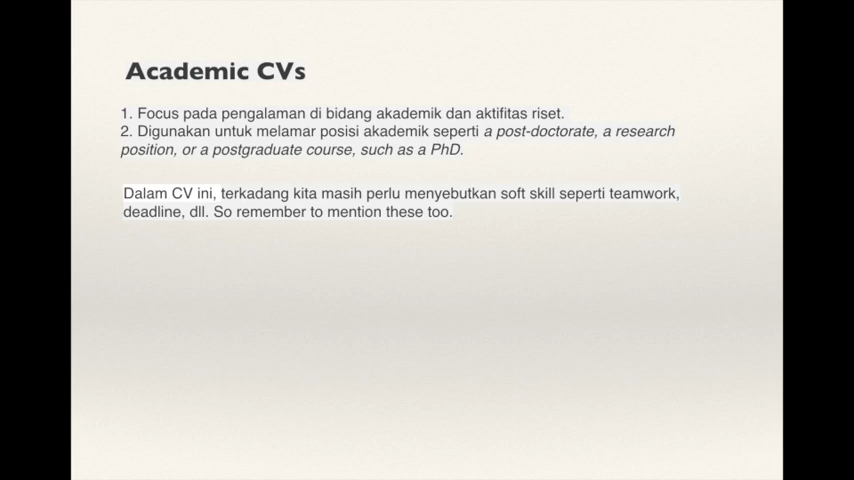 Academic CVs
1. Focus pada pengalaman di bidang akademik dan aktifitas riset.
2. Digunakan untuk melamar posisi akademik seperti a post-doctorate, a research
position, or a postgraduate course, such as a PhD.
Dalam CV ini, terkadang kita masih perlu menyebutkan soft skill seperti teamwork,
deadline, dll. So remember to mention these too.